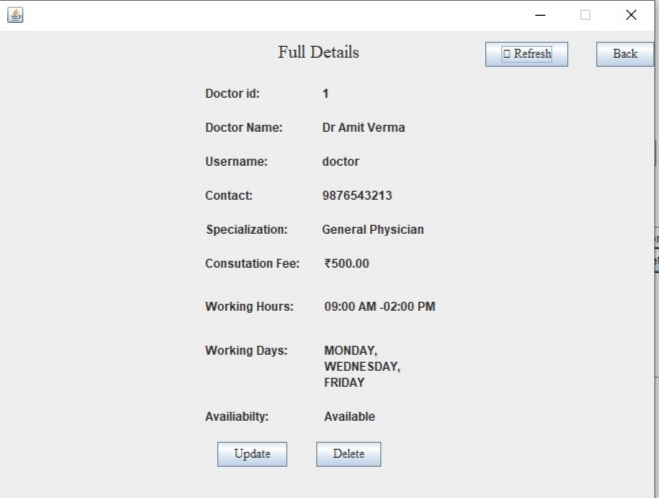 Full Details
Refresh
Back
Doctor id: 1
Doctor Name: Dr Amit Verma
Username: doctor
Contact: 9876543213
Specialization: General Physician
Consutation Fee: ₹500.00
Working Hours: 09:00 AM -02:00 PM
Working Days: MONDAY,
WEDNESDAY,
FRIDAY
Availiabilty: Available
Update
Delete